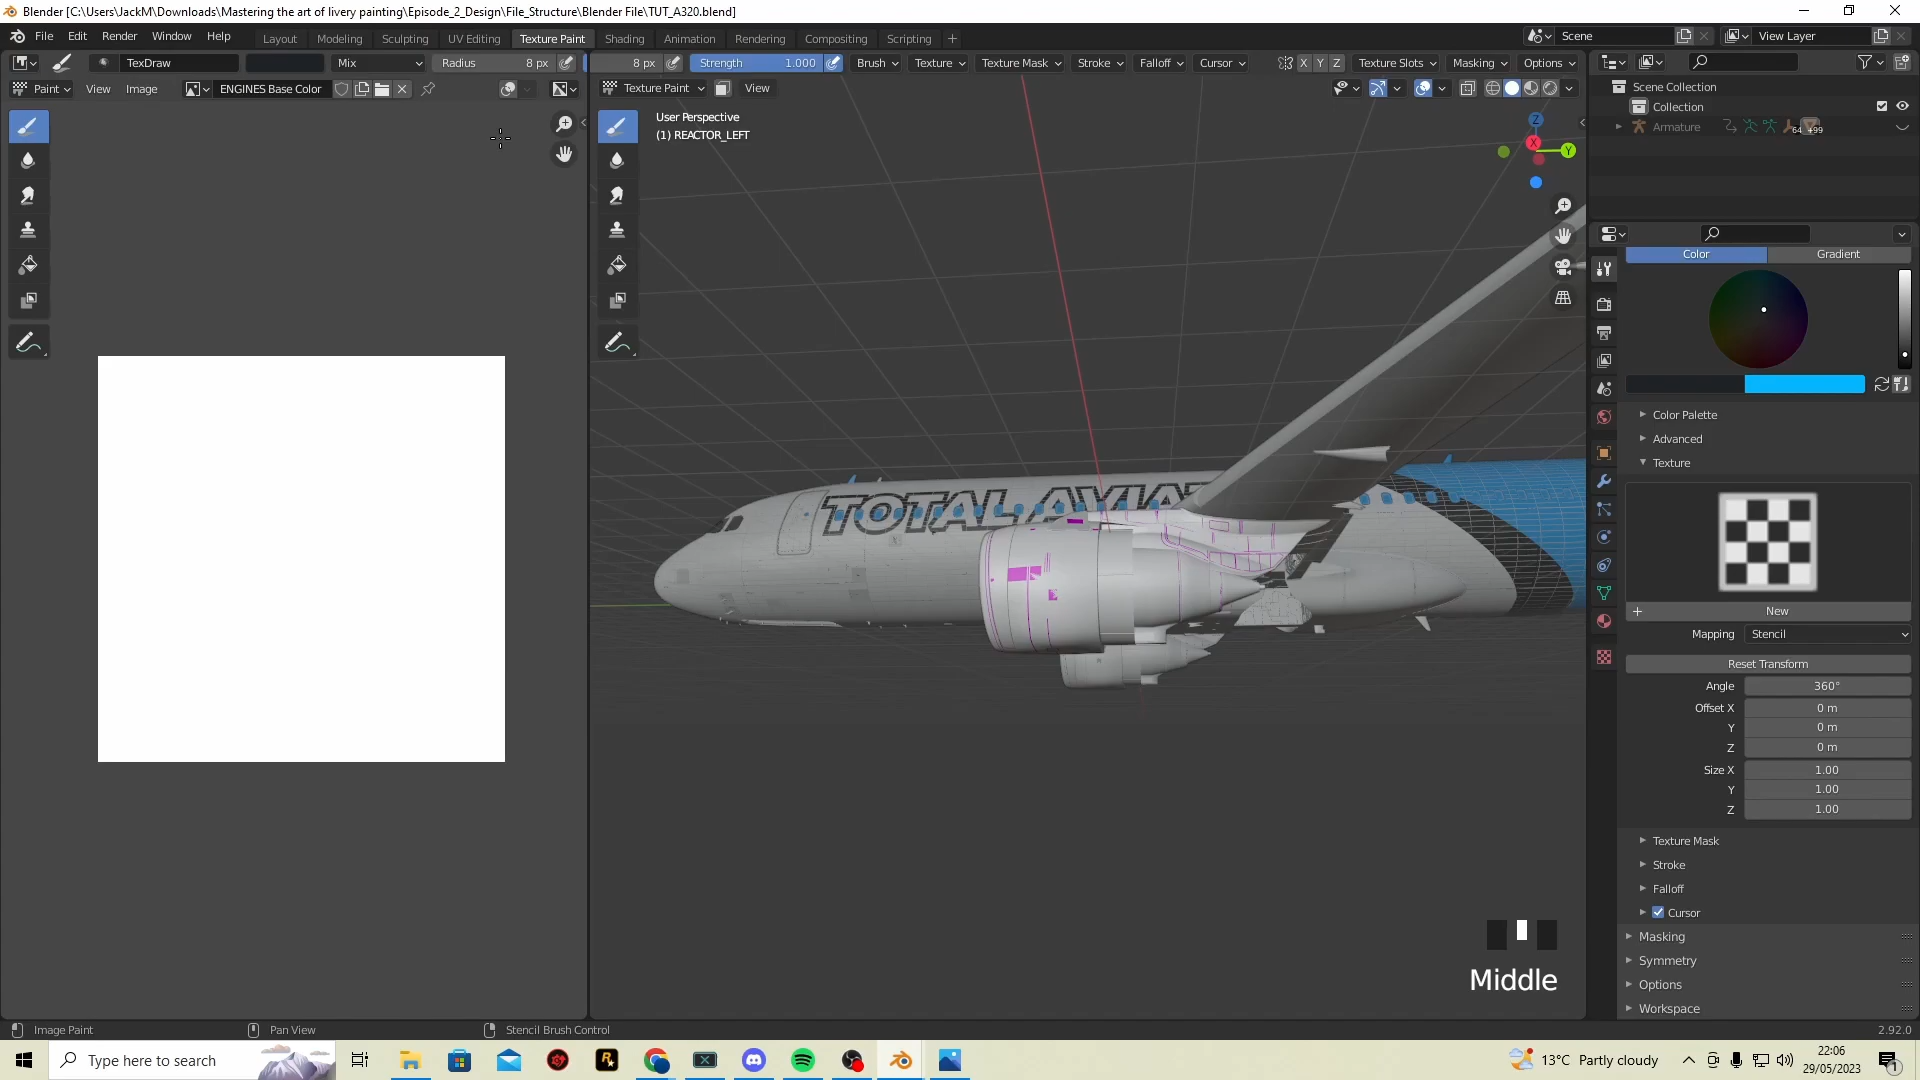 Blender [C:\Users\JackM\Downloads\Mastering the art of livery painting\Episode_2_Design\File_Structure\Blender File\TUT_A320.blend]
File Edit Render Window Help Layout Modeling Sculpting UV Editing Texture Paint Shading Animation Rendering Compositing Scripting + Scene View Layer
TexDraw Mix Radius 8 px 8 px Strength 1.000 Brush Texture Texture Mask Stroke Falloff Cursor X Y Z Texture Slots Masking Options
Paint View Image ENGINES Base Color Texture Paint View
Scene Collection
Collection
Armature 64 +99
User Perspective
(1) REACTOR_LEFT
Z
X
Y
Color Gradient
Color Palette
Advanced
Texture
TOTAL AVIAT
+ New
Mapping Stencil
Reset Transform
Angle 360°
Offset X 0 m
Y 0 m
Z 0 m
Size X 1.00
Y 1.00
Z 1.00
Texture Mask
Stroke
Falloff
Cursor
Masking
Symmetry
Options
Workspace
Middle
Image Paint Pan View Stencil Brush Control 2.92.0
Type here to search 13°C Partly cloudy 22:06
29/05/2023 1